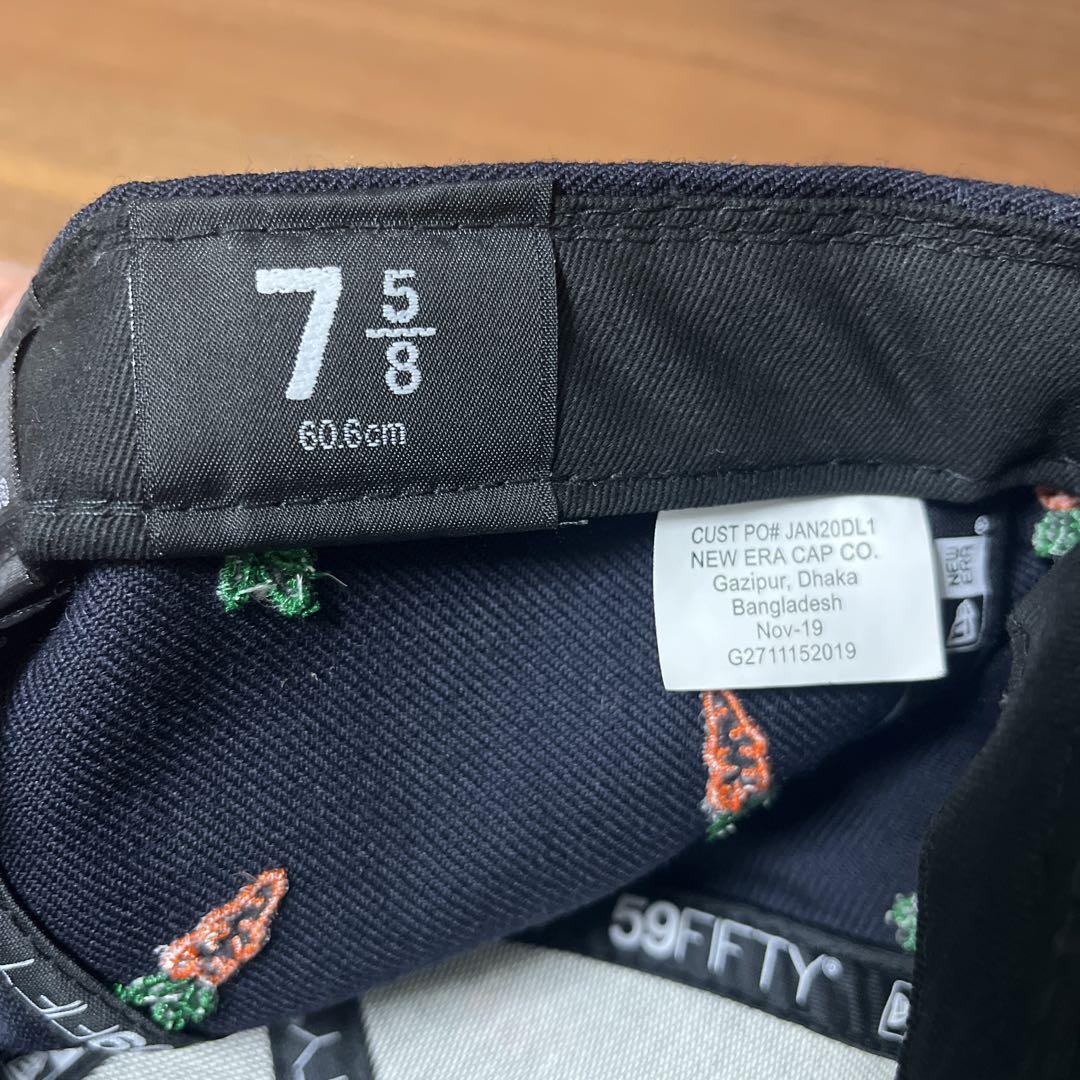 7 5/8
60.6cm
CUST PO# JAN20DL1
NEW ERA CAP CO.
Gazipur, Dhaka
Bangladesh
Nov-19
G2711152019
NEW ERA
59FIFTY®